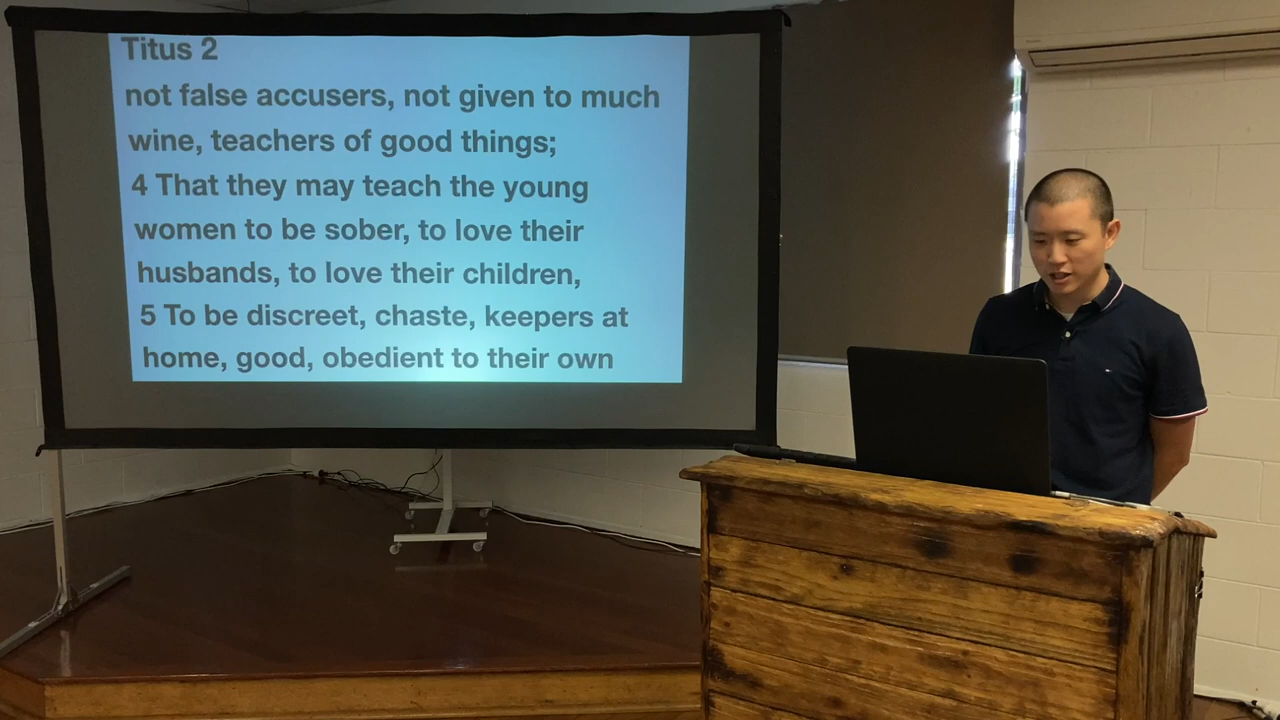 Titus 2
not false accusers, not given to much
wine, teachers of good things;
4 That they may teach the young
women to be sober, to love their
husbands, to love their children,
5 To be discreet, chaste, keepers at
home, good, obedient to their own